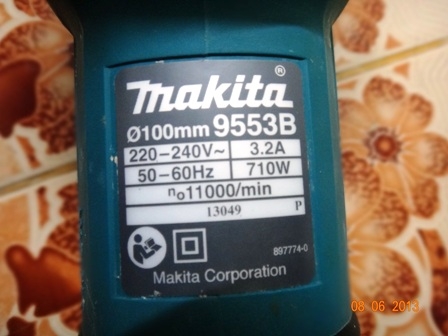 makita®
Ø100mm 9553B
220-240V~ 3.2A
50-60Hz 710W
n₀11000/min
13049 P
897774-0
Makita Corporation
08 06 2013